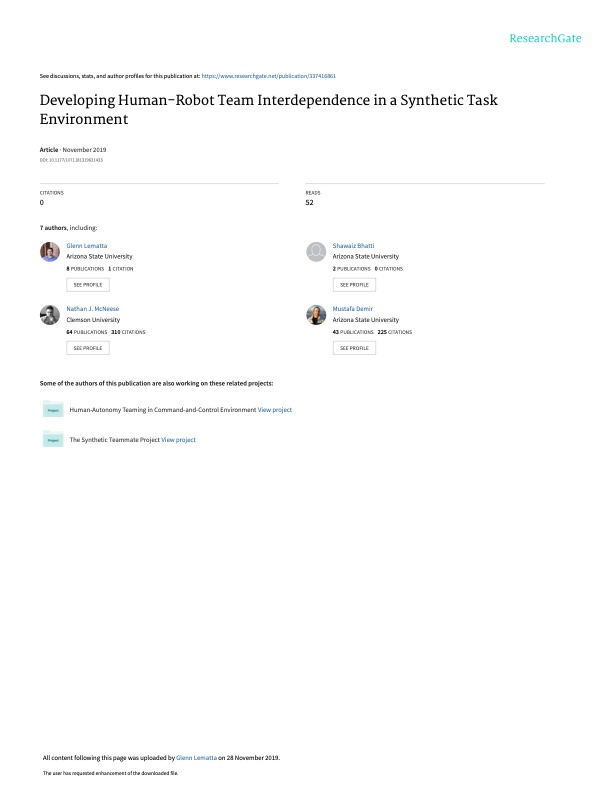 ResearchGate
See discussions, stats, and author profiles for this publication at: https://www.researchgate.net/publication/337416861
Developing Human–Robot Team Interdependence in a Synthetic Task
Environment
Article · November 2019
DOI: 10.1177/1071181319631433
CITATIONS
0
READS
52
7 authors, including:
Glenn Lematta
Arizona State University
8 PUBLICATIONS 1 CITATION
SEE PROFILE
Shawaiz Bhatti
Arizona State University
2 PUBLICATIONS 0 CITATIONS
SEE PROFILE
Nathan J. McNeese
Clemson University
64 PUBLICATIONS 310 CITATIONS
SEE PROFILE
Mustafa Demir
Arizona State University
43 PUBLICATIONS 225 CITATIONS
SEE PROFILE
Some of the authors of this publication are also working on these related projects:
Project
Human-Autonomy Teaming in Command-and-Control Environment View project
Project
The Synthetic Teammate Project View project
All content following this page was uploaded by Glenn Lematta on 28 November 2019.
The user has requested enhancement of the downloaded file.